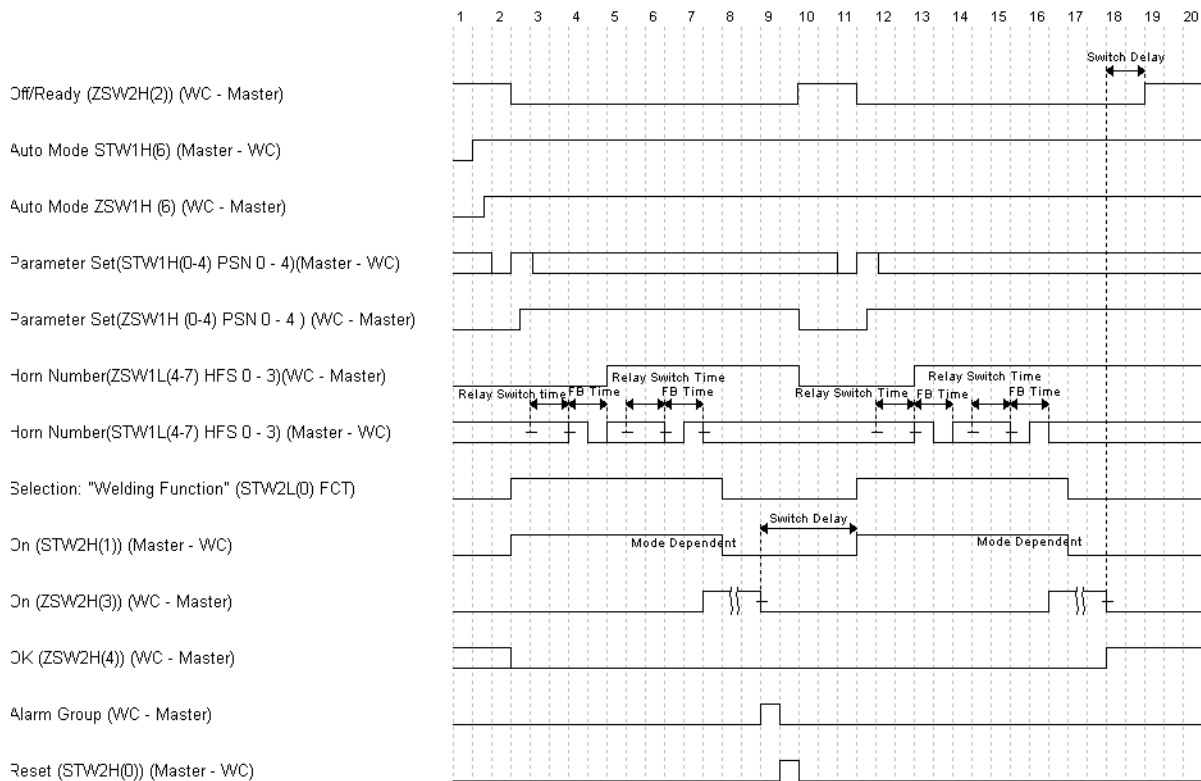 1 2 3 4 5 6 7 8 9 10 11 12 13 14 15 16 17 18 19 20
Switch Delay
Off/Ready (ZSW2H(2)) (WC - Master)
Auto Mode STW1H(6) (Master - WC)
Auto Mode ZSW1H (6) (WC - Master)
Parameter Set(STW1H(0-4) PSN 0 - 4)(Master - WC)
Parameter Set(ZSW1H (0-4) PSN 0 - 4 ) (WC - Master)
Horn Number(ZSW1L(4-7) HFS 0 - 3)(WC - Master)
Relay Switch Time Relay Switch Time
Relay Switch time FB Time FB Time Relay Switch Time FB Time FB Time
Horn Number(STW1L(4-7) HFS 0 - 3) (Master - WC)
Selection: "Welding Function" (STW2L(0) FCT)
Switch Delay
On (STW2H(1)) (Master - WC) Mode Dependent Mode Dependent
On (ZSW2H(3)) (WC - Master)
OK (ZSW2H(4)) (WC - Master)
Alarm Group (WC - Master)
Reset (STW2H(0)) (Master - WC)